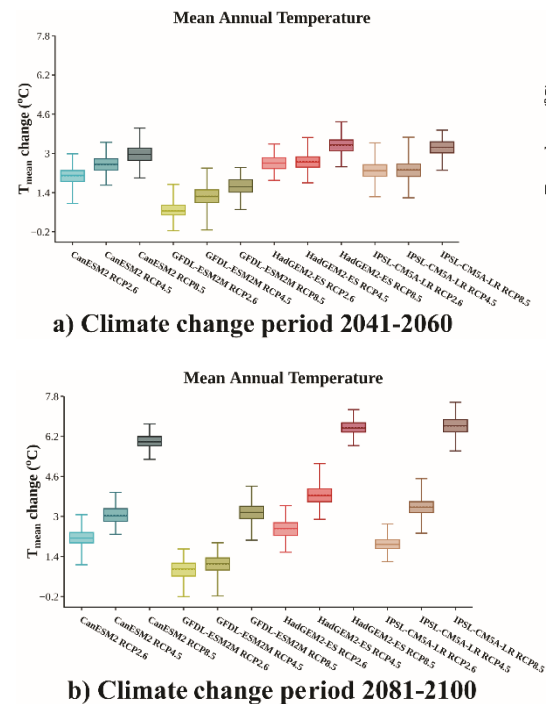 Mean Annual Temperature
Tmean change (ºC)
7.8
6.2
4.6
3
1.4
−0.2
CanESM2 RCP2.6
CanESM2 RCP4.5
CanESM2 RCP8.5
GFDL-ESM2M RCP2.6
GFDL-ESM2M RCP4.5
GFDL-ESM2M RCP8.5
HadGEM2-ES RCP2.6
HadGEM2-ES RCP4.5
HadGEM2-ES RCP8.5
IPSL-CM5A-LR RCP2.6
IPSL-CM5A-LR RCP4.5
IPSL-CM5A-LR RCP8.5
a) Climate change period 2041-2060
Mean Annual Temperature
Tmean change (ºC)
7.8
6.2
4.6
3
1.4
−0.2
CanESM2 RCP2.6
CanESM2 RCP4.5
CanESM2 RCP8.5
GFDL-ESM2M RCP2.6
GFDL-ESM2M RCP4.5
GFDL-ESM2M RCP8.5
HadGEM2-ES RCP2.6
HadGEM2-ES RCP4.5
HadGEM2-ES RCP8.5
IPSL-CM5A-LR RCP2.6
IPSL-CM5A-LR RCP4.5
IPSL-CM5A-LR RCP8.5
b) Climate change period 2081-2100